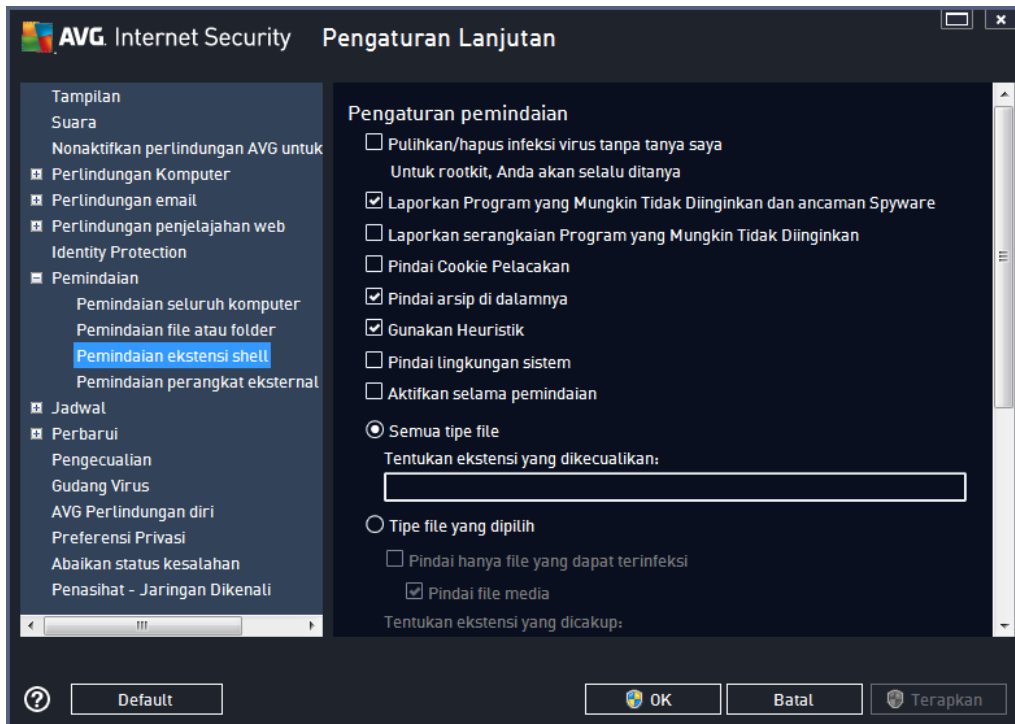 AVG. Internet Security Pengaturan Lanjutan
Tampilan
Suara
Nonaktifkan perlindungan AVG untuk
Perlindungan Komputer
Perlindungan email
Perlindungan penjelajahan web
Identity Protection
Pemindaian
Pemindaian seluruh komputer
Pemindaian file atau folder
Pemindaian ekstensi shell
Pemindaian perangkat eksternal
Jadwal
Perbarui
Pengecualian
Gudang Virus
AVG Perlindungan diri
Preferensi Privasi
Abaikan status kesalahan
Penasihat - Jaringan Dikenali
Pengaturan pemindaian
Pulihkan/hapus infeksi virus tanpa tanya saya
Untuk rootkit, Anda akan selalu ditanya
Laporkan Program yang Mungkin Tidak Diinginkan dan ancaman Spyware
Laporkan serangkaian Program yang Mungkin Tidak Diinginkan
Pindai Cookie Pelacakan
Pindai arsip di dalamnya
Gunakan Heuristik
Pindai lingkungan sistem
Aktifkan selama pemindaian
Semua tipe file
Tentukan ekstensi yang dikecualikan:
Tipe file yang dipilih
Pindai hanya file yang dapat terinfeksi
Pindai file media
Tentukan ekstensi yang dicakup:
? Default OK Batal Terapkan